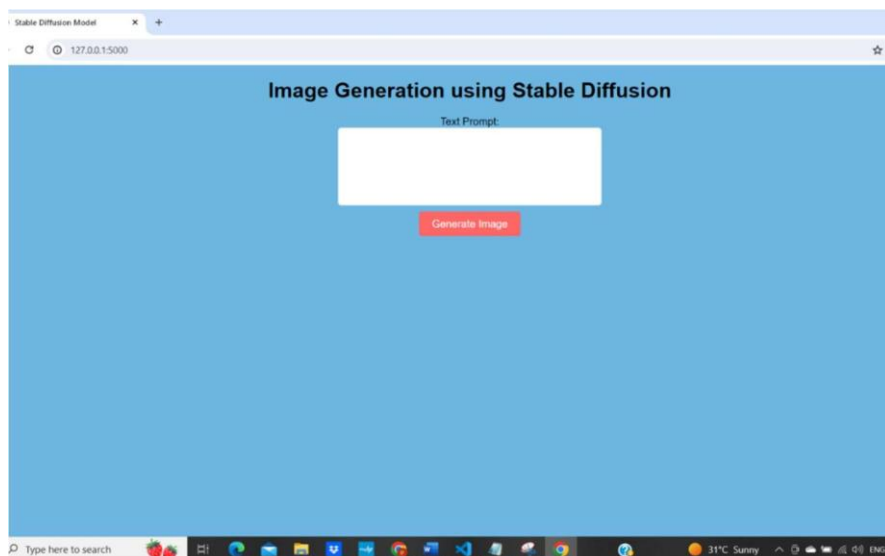 Stable Diffusion Model
127.0.0.1:5000
Image Generation using Stable Diffusion
Text Prompt:
Generate Image
Type here to search
31°C Sunny